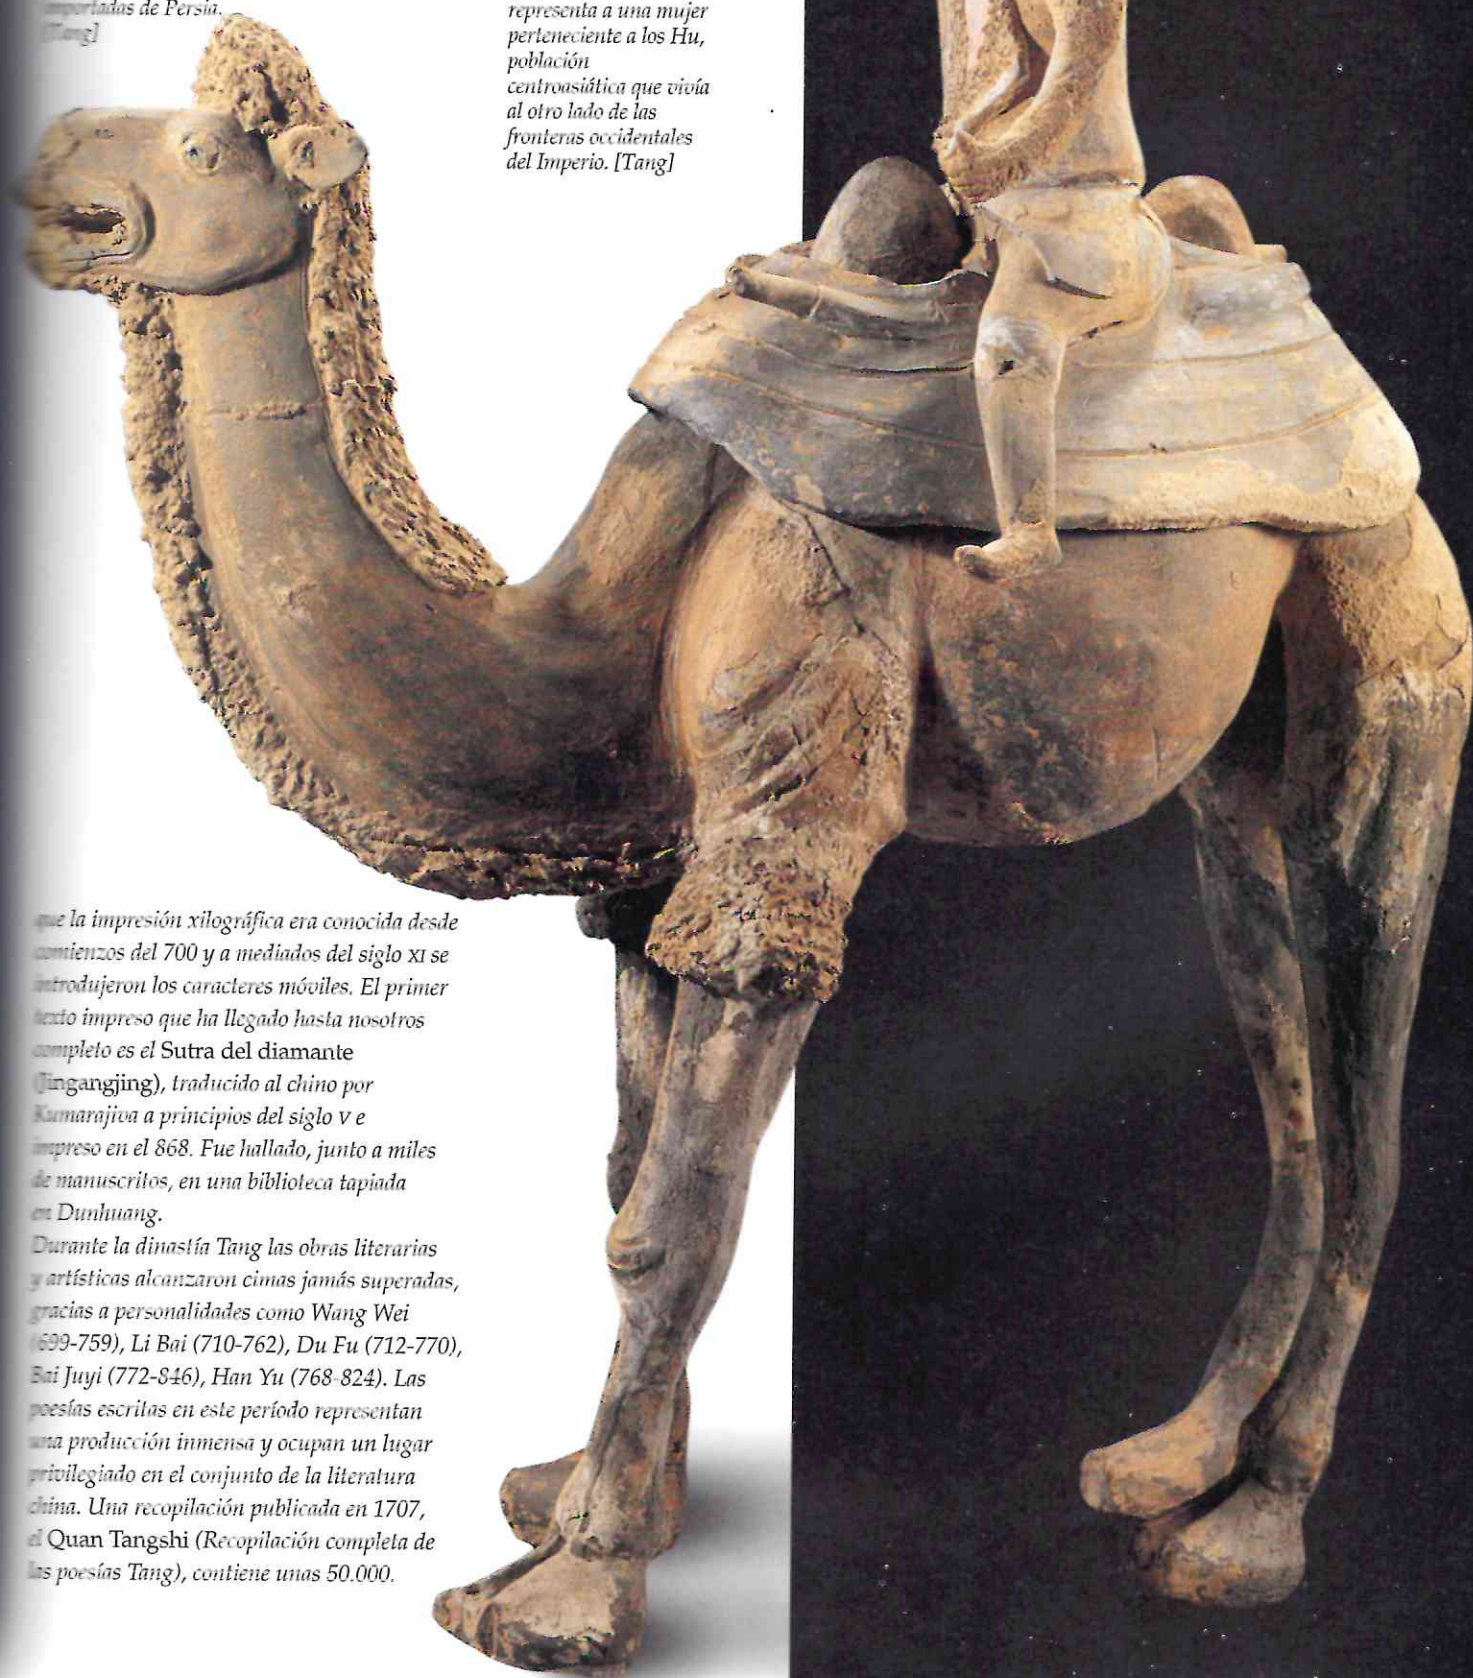 importadas de Persia.
[Tang]
representa a una mujer
perteneciente a los Hu,
población
centroasiática que vivía
al otro lado de las
fronteras occidentales
del Imperio. [Tang]
que la impresión xilográfica era conocida desde
comienzos del 700 y a mediados del siglo XI se
introdujeron los caracteres móviles. El primer
texto impreso que ha llegado hasta nosotros
completo es el Sutra del diamante
(Jingangjing), traducido al chino por
Kumarajiva a principios del siglo V e
impreso en el 868. Fue hallado, junto a miles
de manuscritos, en una biblioteca tapiada
en Dunhuang.
Durante la dinastía Tang las obras literarias
y artísticas alcanzaron cimas jamás superadas,
gracias a personalidades como Wang Wei
(699-759), Li Bai (710-762), Du Fu (712-770),
Bai Juyi (772-846), Han Yu (768-824). Las
poesías escritas en este período representan
una producción inmensa y ocupan un lugar
privilegiado en el conjunto de la literatura
china. Una recopilación publicada en 1707,
el Quan Tangshi (Recopilación completa de
las poesías Tang), contiene unas 50.000.